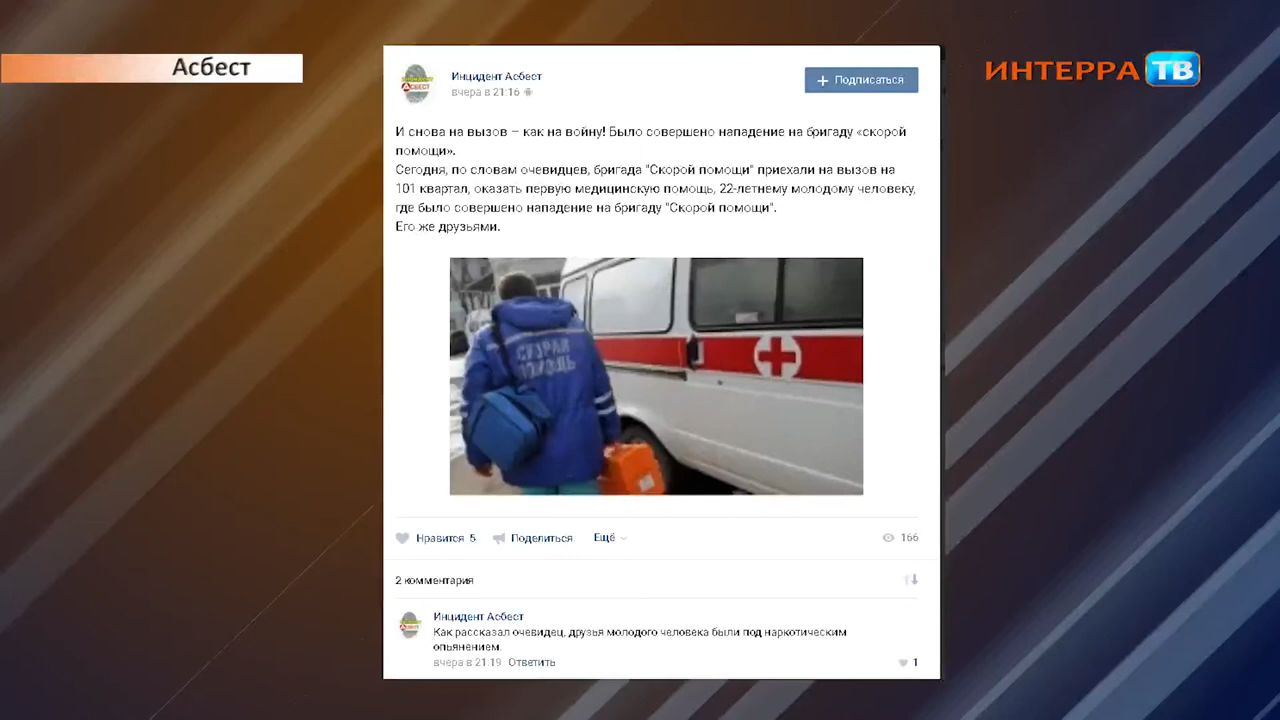 Асбест
ИНТЕРРА ТВ
Инцидент Асбест
вчера в 21:16
+ Подписаться
И снова на вызов – как на войну! Было совершено нападение на бригаду «скорой
помощи».
Сегодня, по словам очевидцев, бригада "Скорой помощи" приехали на вызов на
101 квартал, оказать первую медицинскую помощь, 22-летнему молодому человеку,
где было совершено нападение на бригаду "Скорой помощи".
Его же друзьями.
СКОРАЯ
ПОМОЩЬ
Нравится 5
Поделиться
Ещё
166
2 комментария
Инцидент Асбест
Как рассказал очевидец, друзья молодого человека были под наркотическим
опьянением.
вчера в 21:19 Ответить
1